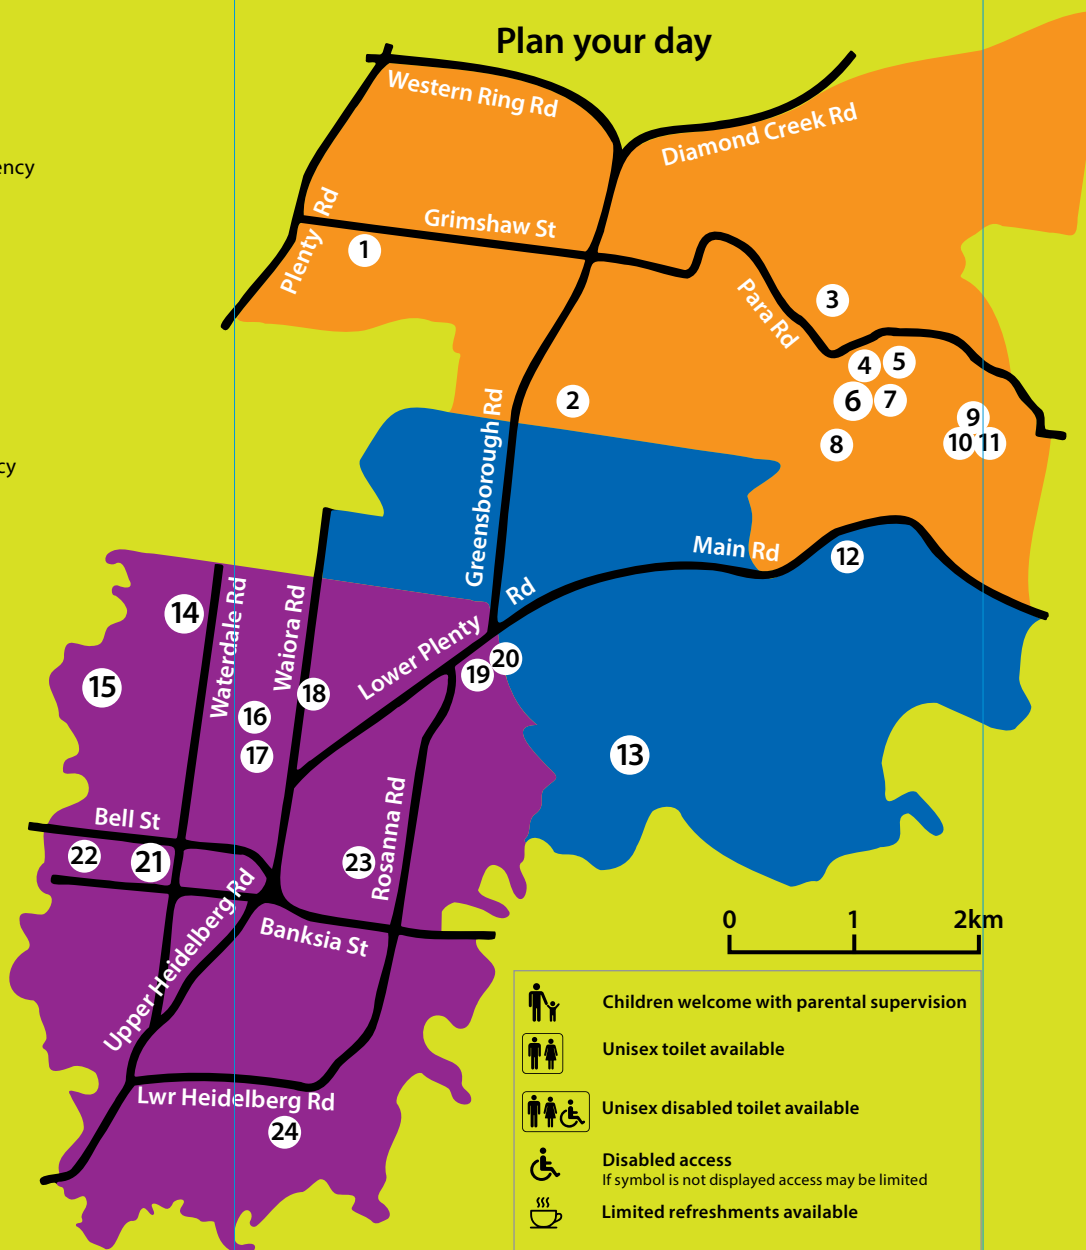 Plan your day
Western Ring Rd
Diamond Creek Rd
ency
Plenty Rd
Grimshaw St
1
3
Para Rd
4
5
2
6
7
9
8
10
11
cy
Greensborough Rd
Main Rd
12
Lower Plenty Rd
14
Waterdale Rd
Waiora Rd
20
19
15
18
16
17
13
Bell St
Rosanna Rd
22
21
23
Upper Heidelberg Rd
Banksia St
0 1 2km
Lwr Heidelberg Rd
24
Children welcome with parental supervision
Unisex toilet available
Unisex disabled toilet available
Disabled access
If symbol is not displayed access may be limited
Limited refreshments available